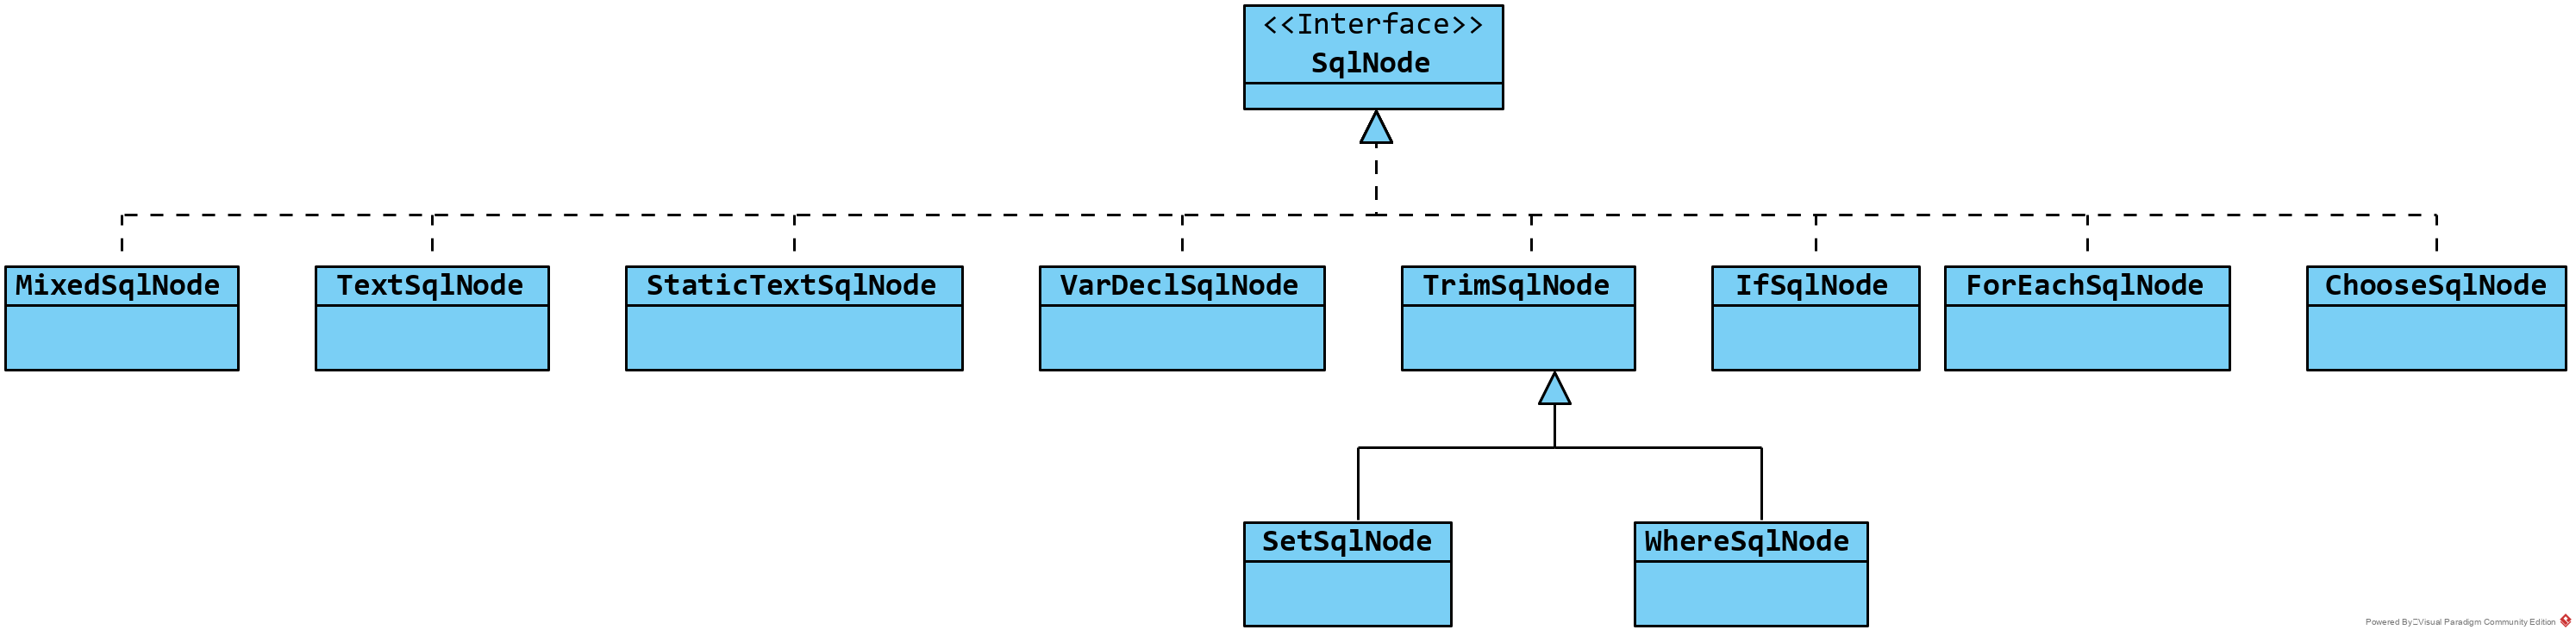 <<Interface>>
SqlNode
MixedSqlNode
TextSqlNode
StaticTextSqlNode
VarDeclSqlNode
TrimSqlNode
IfSqlNode
ForEachSqlNode
ChooseSqlNode
SetSqlNode
WhereSqlNode
Powered By Visual Paradigm Community Edition